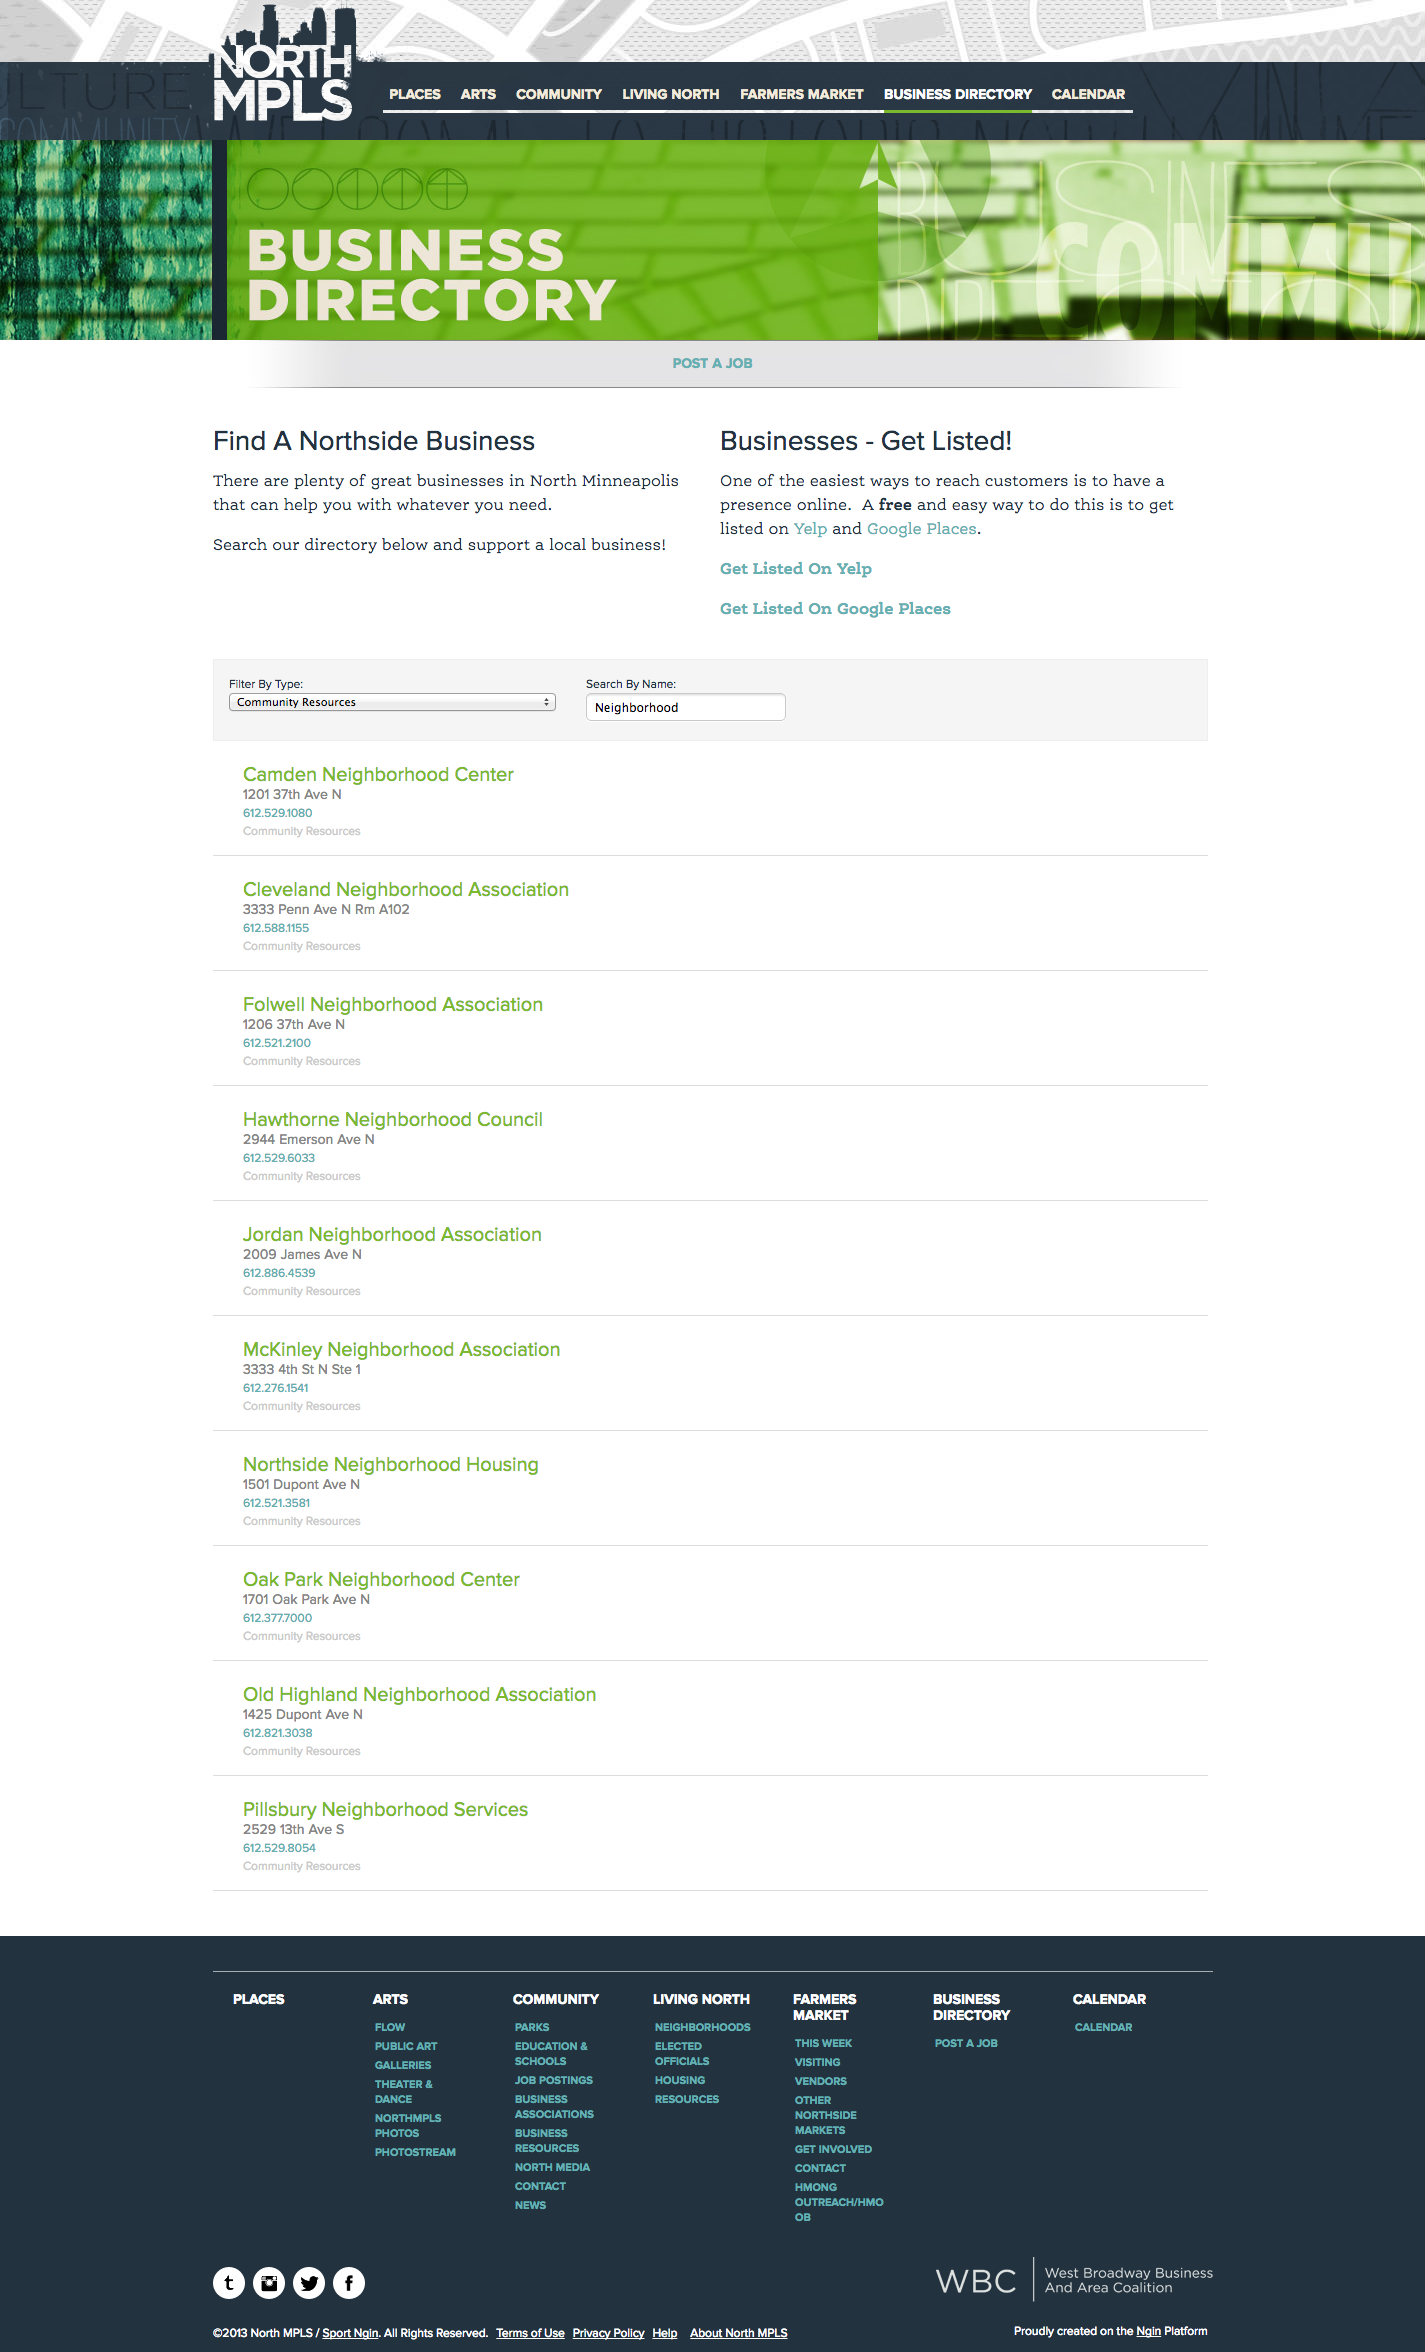 NORTH
MPLS
PLACES ARTS COMMUNITY LIVING NORTH FARMERS MARKET BUSINESS DIRECTORY CALENDAR
BUSINESS
DIRECTORY
BUSINESS
COMMU
POST A JOB
Find A Northside Business
There are plenty of great businesses in North Minneapolis
that can help you with whatever you need.
Search our directory below and support a local business!
Businesses - Get Listed!
One of the easiest ways to reach customers is to have a
presence online. A free and easy way to do this is to get
listed on Yelp and Google Places.
Get Listed On Yelp
Get Listed On Google Places
Filter By Type:
Community Resources
Search By Name:
Neighborhood
Camden Neighborhood Center
1201 37th Ave N
612.529.1080
Community Resources
Cleveland Neighborhood Association
3333 Penn Ave N Rm A102
612.588.1155
Community Resources
Folwell Neighborhood Association
1206 37th Ave N
612.521.2100
Community Resources
Hawthorne Neighborhood Council
2944 Emerson Ave N
612.529.6033
Community Resources
Jordan Neighborhood Association
2009 James Ave N
612.886.4539
Community Resources
McKinley Neighborhood Association
3333 4th St N Ste 1
612.276.1541
Community Resources
Northside Neighborhood Housing
1501 Dupont Ave N
612.521.3581
Community Resources
Oak Park Neighborhood Center
1701 Oak Park Ave N
612.377.7000
Community Resources
Old Highland Neighborhood Association
1425 Dupont Ave N
612.821.3038
Community Resources
Pillsbury Neighborhood Services
2529 13th Ave S
612.529.8054
Community Resources
PLACES
ARTS
FLOW
PUBLIC ART
GALLERIES
THEATER &
DANCE
NORTHMPLS
PHOTOS
PHOTOSTREAM
COMMUNITY
PARKS
EDUCATION &
SCHOOLS
JOB POSTINGS
BUSINESS
ASSOCIATIONS
BUSINESS
RESOURCES
NORTH MEDIA
CONTACT
NEWS
LIVING NORTH
NEIGHBORHOODS
ELECTED
OFFICIALS
HOUSING
RESOURCES
FARMERS
MARKET
THIS WEEK
VISITING
VENDORS
OTHER
NORTHSIDE
MARKETS
GET INVOLVED
CONTACT
HMONG
OUTREACH/HMO
OB
BUSINESS
DIRECTORY
POST A JOB
CALENDAR
CALENDAR
WBC
West Broadway Business
And Area Coalition
©2013 North MPLS / Sport Ngin. All Rights Reserved. Terms of Use Privacy Policy Help About North MPLS
Proudly created on the Ngin Platform